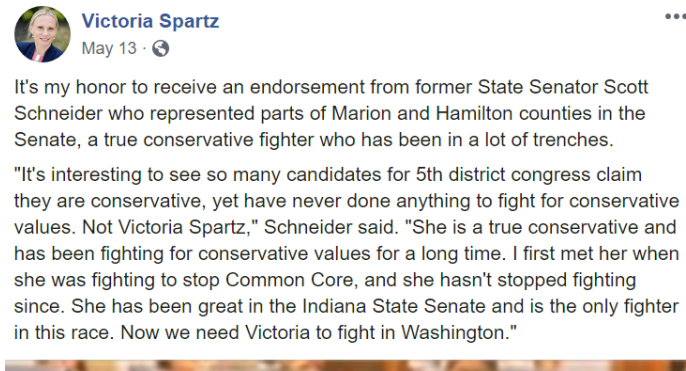 Victoria Spartz
May 13 ·
It's my honor to receive an endorsement from former State Senator Scott
Schneider who represented parts of Marion and Hamilton counties in the
Senate, a true conservative fighter who has been in a lot of trenches.
"It's interesting to see so many candidates for 5th district congress claim
they are conservative, yet have never done anything to fight for conservative
values. Not Victoria Spartz," Schneider said. "She is a true conservative and
has been fighting for conservative values for a long time. I first met her when
she was fighting to stop Common Core, and she hasn't stopped fighting
since. She has been great in the Indiana State Senate and is the only fighter
in this race. Now we need Victoria to fight in Washington."